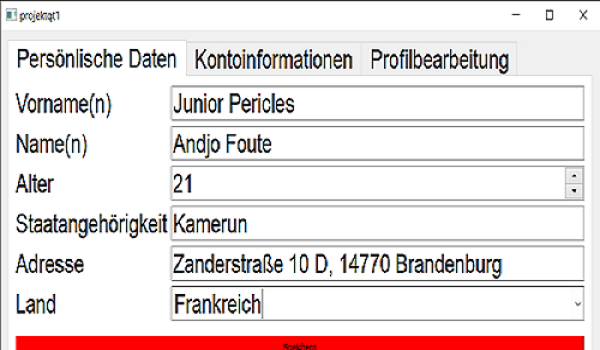 projektqt1
Persönlische Daten Kontoinformationen Profilbearbeitung
Vorname(n) Junior Pericles
Name(n) Andjo Foute
Alter 21
Staatangehörigkeit Kamerun
Adresse Zanderstraße 10 D, 14770 Brandenburg
Land Frankreich